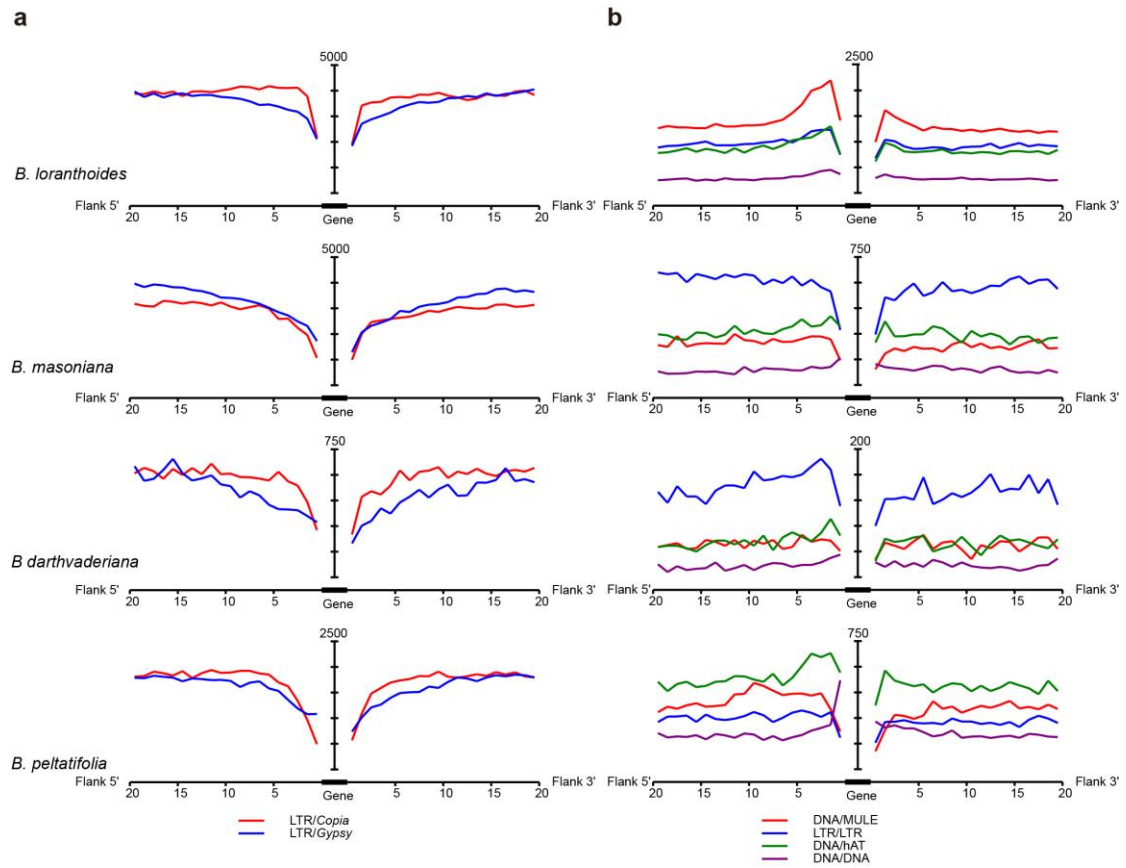 a b
5000 2500
B. loranthoides
Flank 5' Flank 3' Flank 5' Flank 3'
20 15 10 5 Gene 5 10 15 20 20 15 10 5 Gene 5 10 15 20
5000 750
B. masoniana
Flank 5' Flank 3' Flank 5' Flank 3'
20 15 10 5 Gene 5 10 15 20 20 15 10 5 Gene 5 10 15 20
750 200
B darthvaderiana
Flank 5' Flank 3' Flank 5' Flank 3'
20 15 10 5 Gene 5 10 15 20 20 15 10 5 Gene 5 10 15 20
2500 750
B. peltatifolia
Flank 5' Flank 3' Flank 5' Flank 3'
20 15 10 5 Gene 5 10 15 20 20 15 10 5 Gene 5 10 15 20
LTR/Copia
LTR/Gypsy
DNA/MULE
LTR/LTR
DNA/hAT
DNA/DNA